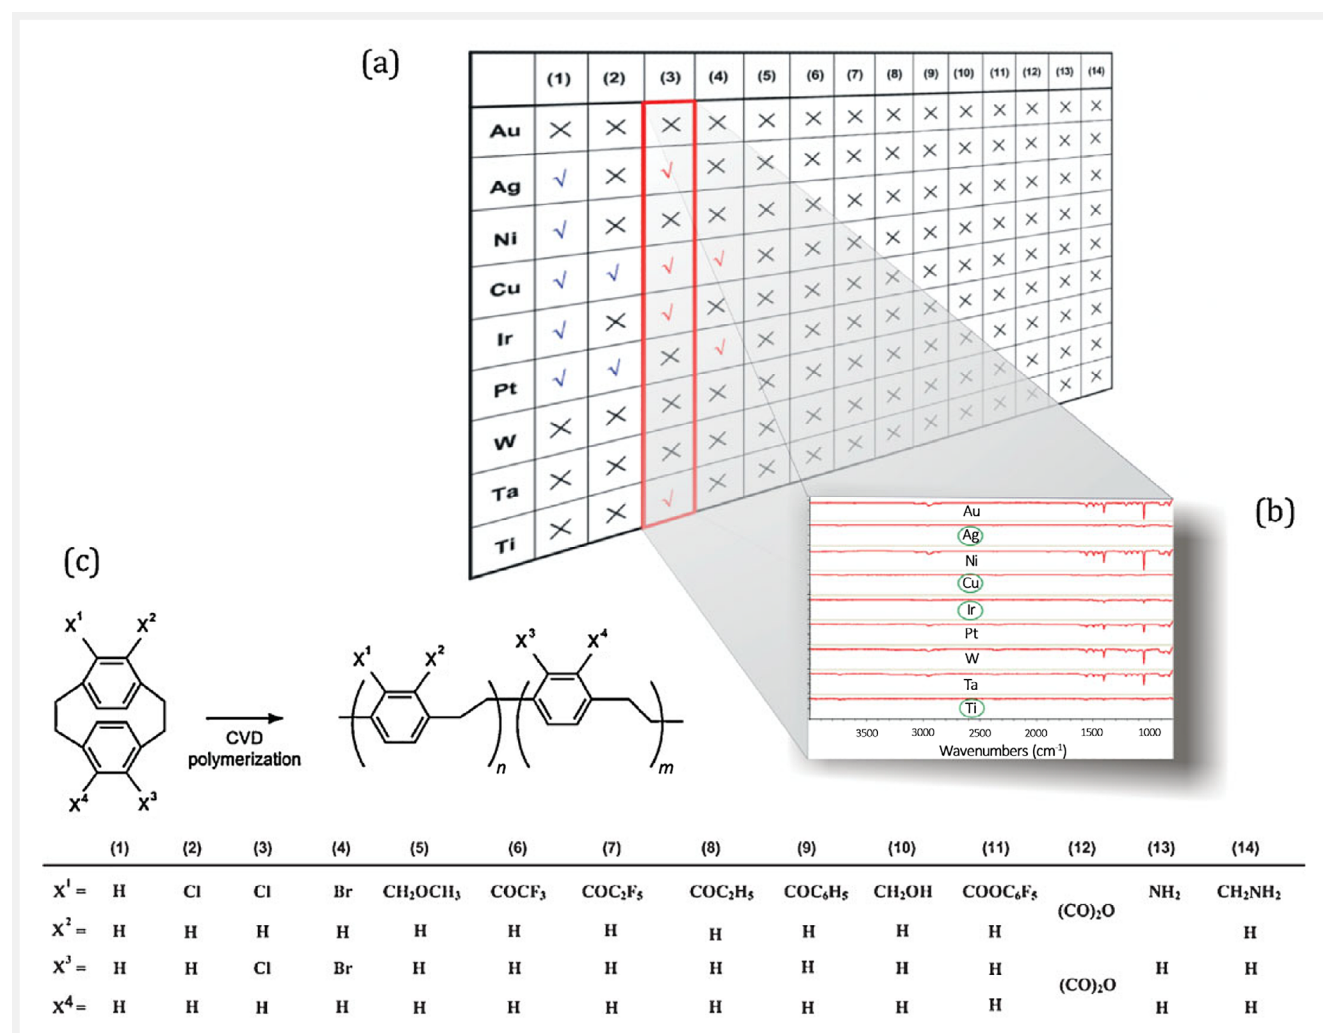 (a)
(1) (2) (3) (4) (5) (6) (7) (8) (9) (10) (11) (12) (13) (14)
Au × × × × × × × × × × × × × ×
Ag √ × √ × × × × × × × × × × ×
Ni √ × × × × × × × × × × × × ×
Cu √ √ √ √ × × × × × × × × × ×
Ir √ × √ × × × × × × × × × × ×
Pt √ √ × √ × × × × × × × × × ×
W × × × × × × × × × × × × × ×
Ta × × × × × × × × × × × × × ×
Ti × × √ × × × × × × × × × × ×
(b)
Au
Ag
Ni
Cu
Ir
Pt
W
Ta
Ti
3500 3000 2500 2000 1500 1000
Wavenumbers (cm⁻¹)
(c)
X¹ X²
X⁴ X³
CVD
polymerization
X¹ X² X³ X⁴
n m
(1) (2) (3) (4) (5) (6) (7) (8) (9) (10) (11) (12) (13) (14)
X¹ = H Cl Cl Br CH₂OCH₃ COCF₃ COC₂F₅ COC₂H₅ COC₆H₅ CH₂OH COOC₆F₅ (CO)₂O NH₂ CH₂NH₂
X² = H H H H H H H H H H H H
X³ = H H Cl Br H H H H H H H (CO)₂O H H
X⁴ = H H H H H H H H H H H H H